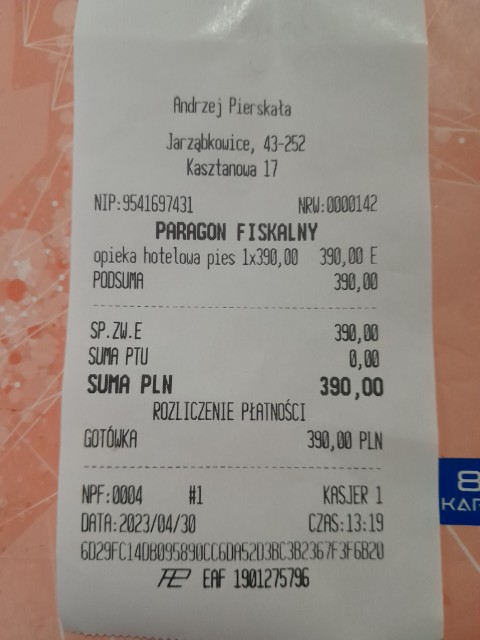 Andrzej Pierskała
Jarząbkowice, 43-252
Kasztanowa 17
NIP:9541697431 NRW:0000142
PARAGON FISKALNY
opieka hotelowa pies 1x390,00 390,00 E
PODSUMA 390,00
SP.ZW.E 390,00
SUMA PTU 0,00
SUMA PLN 390,00
ROZLICZENIE PŁATNOŚCI
GOTÓWKA 390,00 PLN
NPF:0004 #1 KASJER 1
DATA:2023/04/30 CZAS:13:19
6D29FC14DB095890CC6DA52D3BC3B2367F3F6B20
EAF 1901275796
8
KAR